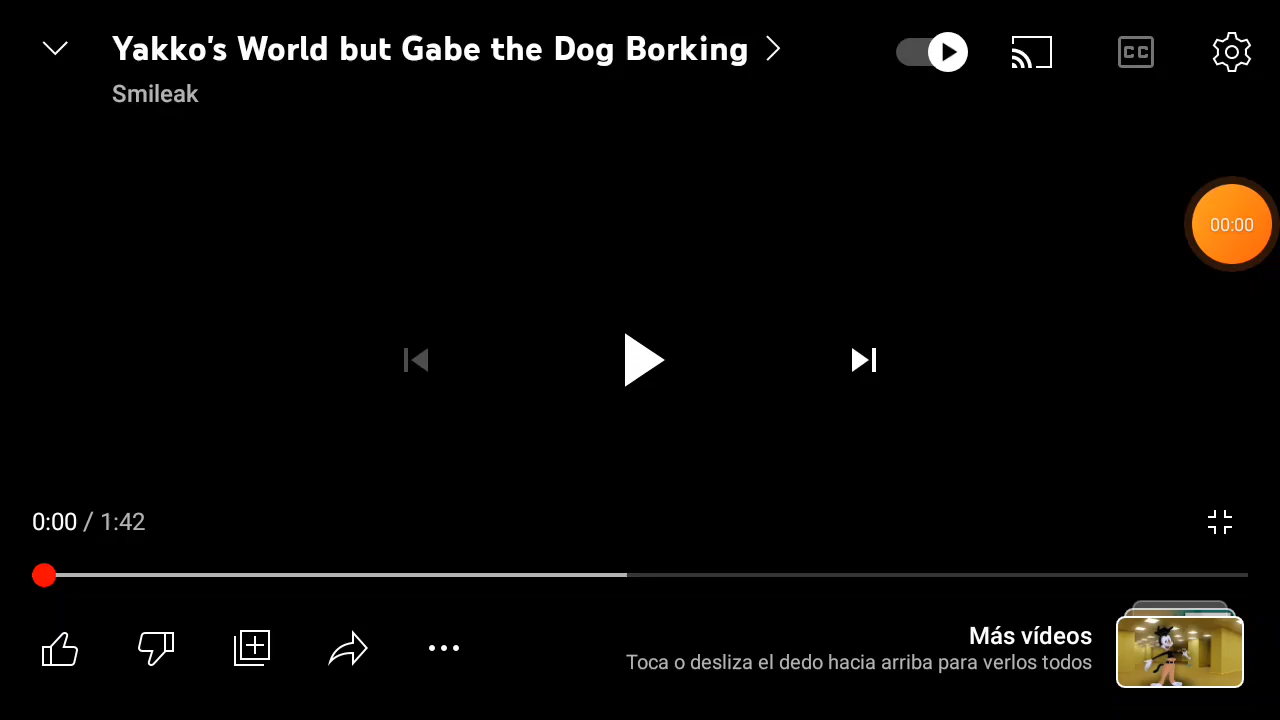 Yakko's World but Gabe the Dog Borking
Smileak
CC
00:00
0:00 / 1:42
Más vídeos
Toca o desliza el dedo hacia arriba para verlos todos